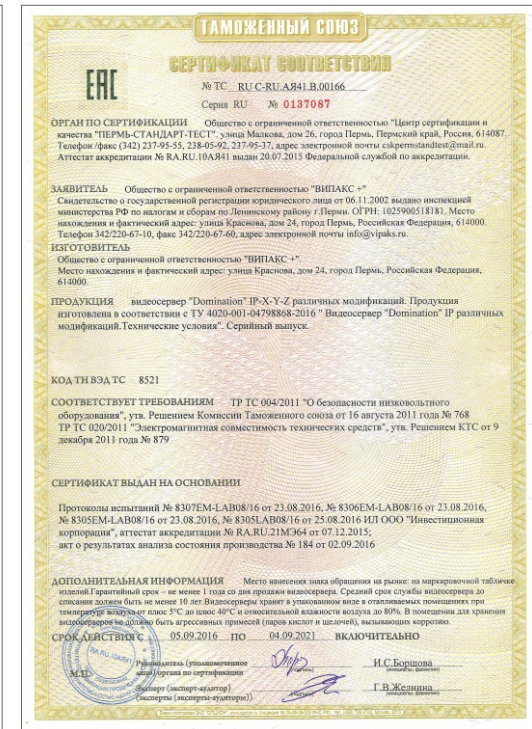 ТАМОЖЕННЫЙ СОЮЗ
СЕРТИФИКАТ СООТВЕТСТВИЯ
ЕАС
№ ТС RU С-RU.АЯ41.В.00166
Серия RU № 0137087
ОРГАН ПО СЕРТИФИКАЦИИ Общество с ограниченной ответственностью "Центр сертификации и
качества "ПЕРМЬ-СТАНДАРТ-ТЕСТ". улица Малкова, дом 26, город Пермь, Пермский край, Россия, 614087.
Телефон/факс (342) 237-95-55, 238-05-92, 237-95-37, адрес электронной почты cskpermstandtest@mail.ru.
Аттестат аккредитации № RA.RU.10АЯ41 выдан 20.07.2015 Федеральной службой по аккредитации.
ЗАЯВИТЕЛЬ Общество с ограниченной ответственностью "ВИПАКС +"
Свидетельство о государственной регистрации юридического лица от 06.11.2002 выдано инспекцией
министерства РФ по налогам и сборам по Ленинскому району г.Перми. ОГРН: 1025900518181. Место
нахождения и фактический адрес: улица Краснова, дом 24, город Пермь, Российская Федерация, 614000.
Телефон 342/220-67-10, факс 342/220-67-60, адрес электронной почты info@vipaks.ru.
ИЗГОТОВИТЕЛЬ
Общество с ограниченной ответственностью "ВИПАКС +".
Место нахождения и фактический адрес: улица Краснова, дом 24, город Пермь, Российская Федерация,
614000.
ПРОДУКЦИЯ видеосервер "Domination" IP-X-Y-Z различных модификаций. Продукция
изготовлена в соответствии с ТУ 4020-001-04798868-2016 " Видеосервер "Domination" IP различных
модификаций.Технические условия". Серийный выпуск.
КОД ТН ВЭД ТС 8521
СООТВЕТСТВУЕТ ТРЕБОВАНИЯМ ТР ТС 004/2011 "О безопасности низковольтного
оборудования", утв. Решением Комиссии Таможенного союза от 16 августа 2011 года № 768
ТР ТС 020/2011 "Электромагнитная совместимость технических средств", утв. Решением КТС от 9
декабря 2011 года № 879
СЕРТИФИКАТ ВЫДАН НА ОСНОВАНИИ
Протоколы испытаний № 8307EM-LAB08/16 от 23.08.2016, № 8306EM-LAB08/16 от 23.08.2016,
№ 8305EM-LAB08/16 от 23.08.2016, № 8305LAB08/16 от 25.08.2016 ИЛ ООО "Инвестиционная
корпорация", аттестат аккредитации № RA.RU.21МЭ64 от 07.12.2015;
акт о результатах анализа состояния производства № 184 от 02.09.2016
ДОПОЛНИТЕЛЬНАЯ ИНФОРМАЦИЯ Место нанесения знака обращения на рынке: на маркировочной табличке
изделий.Гарантийный срок – не менее 1 года со дня продажи видеосервера. Средний срок службы видеосервера до
списания должен быть не менее 10 лет.Видеосерверы хранят в упакованном виде в отапливаемых помещениях при
температуре воздуха от плюс 5°С до плюс 40°С и относительной влажности воздуха до 80%. В помещении для хранения
видеосерверов не должно быть агрессивных примесей (паров кислот и щелочей), вызывающих коррозию.
СРОК ДЕЙСТВИЯ С 05.09.2016 ПО 04.09.2021 ВКЛЮЧИТЕЛЬНО
RA.RU.10АЯ41
М.П.
Руководитель (уполномоченное
лицо) органа по сертификации
(подпись)
И.С.Боршова
(инициалы, фамилия)
Эксперт (эксперт-аудитор)
(эксперты (эксперты-аудиторы))
(подпись)
Г.В.Желнина
(инициалы, фамилия)